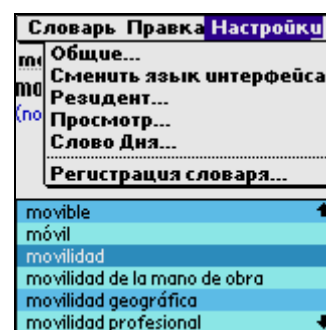 Словарь Правка Настройки
Общие...
Сменить язык интерфейса
Резидент...
(no
Просмотр...
Слово Дня...
Регистрация словаря...
movible
móvil
movilidad
movilidad de la mano de obra
movilidad geográfica
movilidad profesional